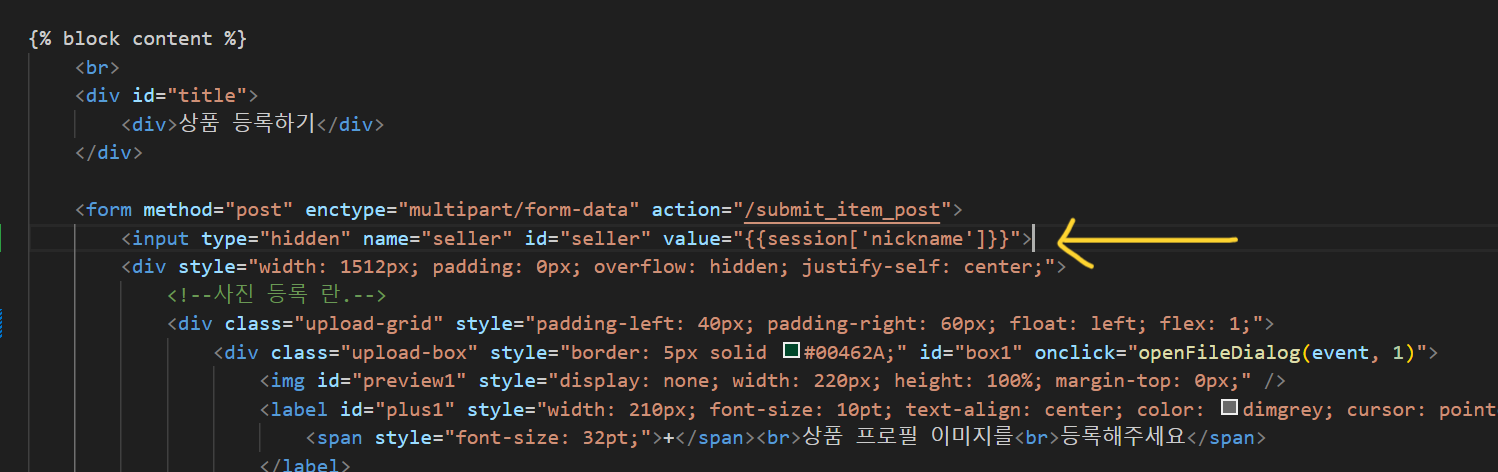 {% block content %}
<br>
<div id="title">
<div>상품 등록하기</div>
</div>
<form method="post" enctype="multipart/form-data" action="/submit_item_post">
<input type="hidden" name="seller" id="seller" value="{{session['nickname']}}">
<div style="width: 1512px; padding: 0px; overflow: hidden; justify-self: center;">
<!--사진 등록 란.-->
<div class="upload-grid" style="padding-left: 40px; padding-right: 60px; float: left; flex: 1;">
<div class="upload-box" style="border: 5px solid #00462A;" id="box1" onclick="openFileDialog(event, 1)">
<img id="preview1" style="display: none; width: 220px; height: 100%; margin-top: 0px;" />
<label id="plus1" style="width: 210px; font-size: 10pt; text-align: center; color: dimgrey; cursor: point
<span style="font-size: 32pt;">+</span><br>상품 프로필 이미지를<br>등록해주세요</span>
</label>